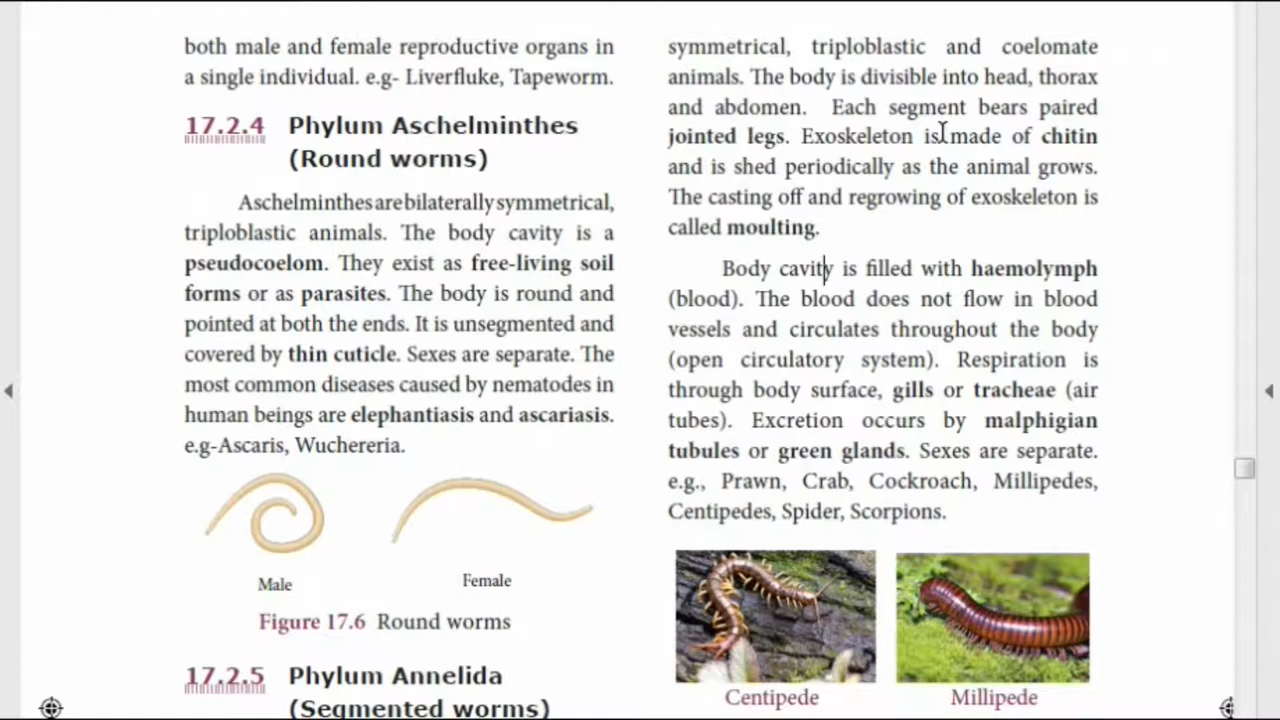 both male and female reproductive organs in
a single individual. e.g- Liverfluke, Tapeworm.
17.2.4 Phylum Aschelminthes
(Round worms)
Aschelminthes are bilaterally symmetrical,
triploblastic animals. The body cavity is a
pseudocoelom. They exist as free-living soil
forms or as parasites. The body is round and
pointed at both the ends. It is unsegmented and
covered by thin cuticle. Sexes are separate. The
most common diseases caused by nematodes in
human beings are elephantiasis and ascariasis.
e.g-Ascaris, Wuchereria.
Male
Female
Figure 17.6 Round worms
17.2.5 Phylum Annelida
(Segmented worms)
symmetrical, triploblastic and coelomate
animals. The body is divisible into head, thorax
and abdomen. Each segment bears paired
jointed legs. Exoskeleton is made of chitin
and is shed periodically as the animal grows.
The casting off and regrowing of exoskeleton is
called moulting.
Body cavity is filled with haemolymph
(blood). The blood does not flow in blood
vessels and circulates throughout the body
(open circulatory system). Respiration is
through body surface, gills or tracheae (air
tubes). Excretion occurs by malphigian
tubules or green glands. Sexes are separate.
e.g., Prawn, Crab, Cockroach, Millipedes,
Centipedes, Spider, Scorpions.
Centipede
Millipede